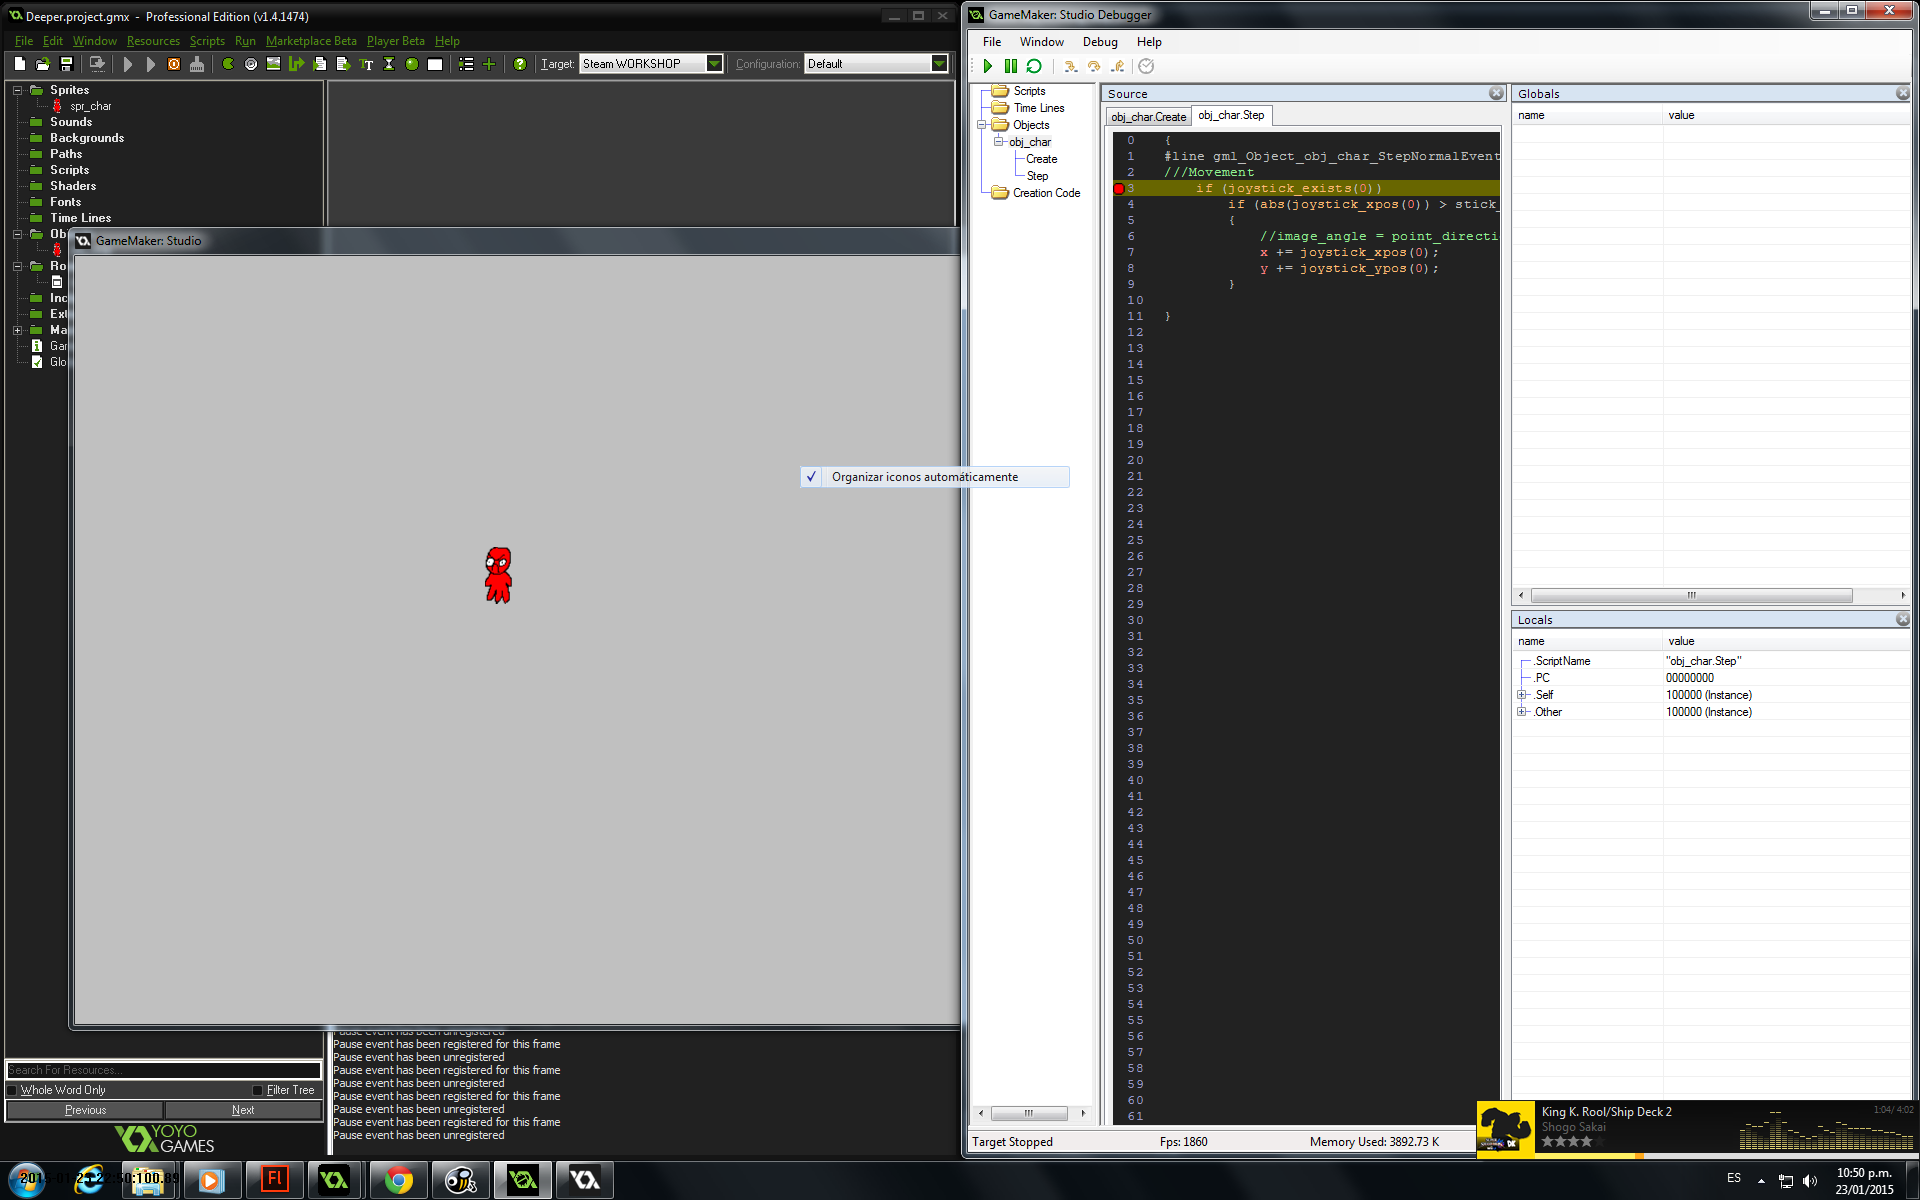 Deeper.project.gmx - Professional Edition (v1.4.1474)
File Edit Window Resources Scripts Run Marketplace Beta Player Beta Help
Target: Steam WORKSHOP Configuration: Default
Sprites
spr_char
Sounds
Backgrounds
Paths
Scripts
Shaders
Fonts
Time Lines
Ob
Ro
Inc
Ext
Ma
Gar
Glo
GameMaker: Studio
Organizar iconos automáticamente
Pause event has been unregistered
Pause event has been registered for this frame
Pause event has been unregistered
Pause event has been registered for this frame
Pause event has been unregistered
Pause event has been registered for this frame
Pause event has been unregistered
Pause event has been registered for this frame
Pause event has been unregistered
Search For Resources...
Whole Word Only Filter Tree
Previous Next
YOYO
GAMES
GameMaker: Studio Debugger
File Window Debug Help
Scripts
Time Lines
Objects
obj_char
Create
Step
Creation Code
Source
obj_char.Create obj_char.Step
0 {
1 #line gml_Object_obj_char_StepNormalEvent
2 ///Movement
3 if (joystick_exists(0))
4 if (abs(joystick_xpos(0)) > stick_
5 {
6 //image_angle = point_directi
7 x += joystick_xpos(0);
8 y += joystick_ypos(0);
9 }
10
11 }
12
13
14
15
16
17
18
19
20
21
22
23
24
25
26
27
28
29
30
31
32
33
34
35
36
37
38
39
40
41
42
43
44
45
46
47
48
49
50
51
52
53
54
55
56
57
58
59
60
61
Globals
name value
Locals
name value
.ScriptName "obj_char.Step"
.PC 00000000
.Self 100000 (Instance)
.Other 100000 (Instance)
Target Stopped Fps: 1860 Memory Used: 3892.73 K
King K. Rool/Ship Deck 2 1:04/ 4:02
Shogo Sakai
Fl
ES 10:50 p.m.
23/01/2015